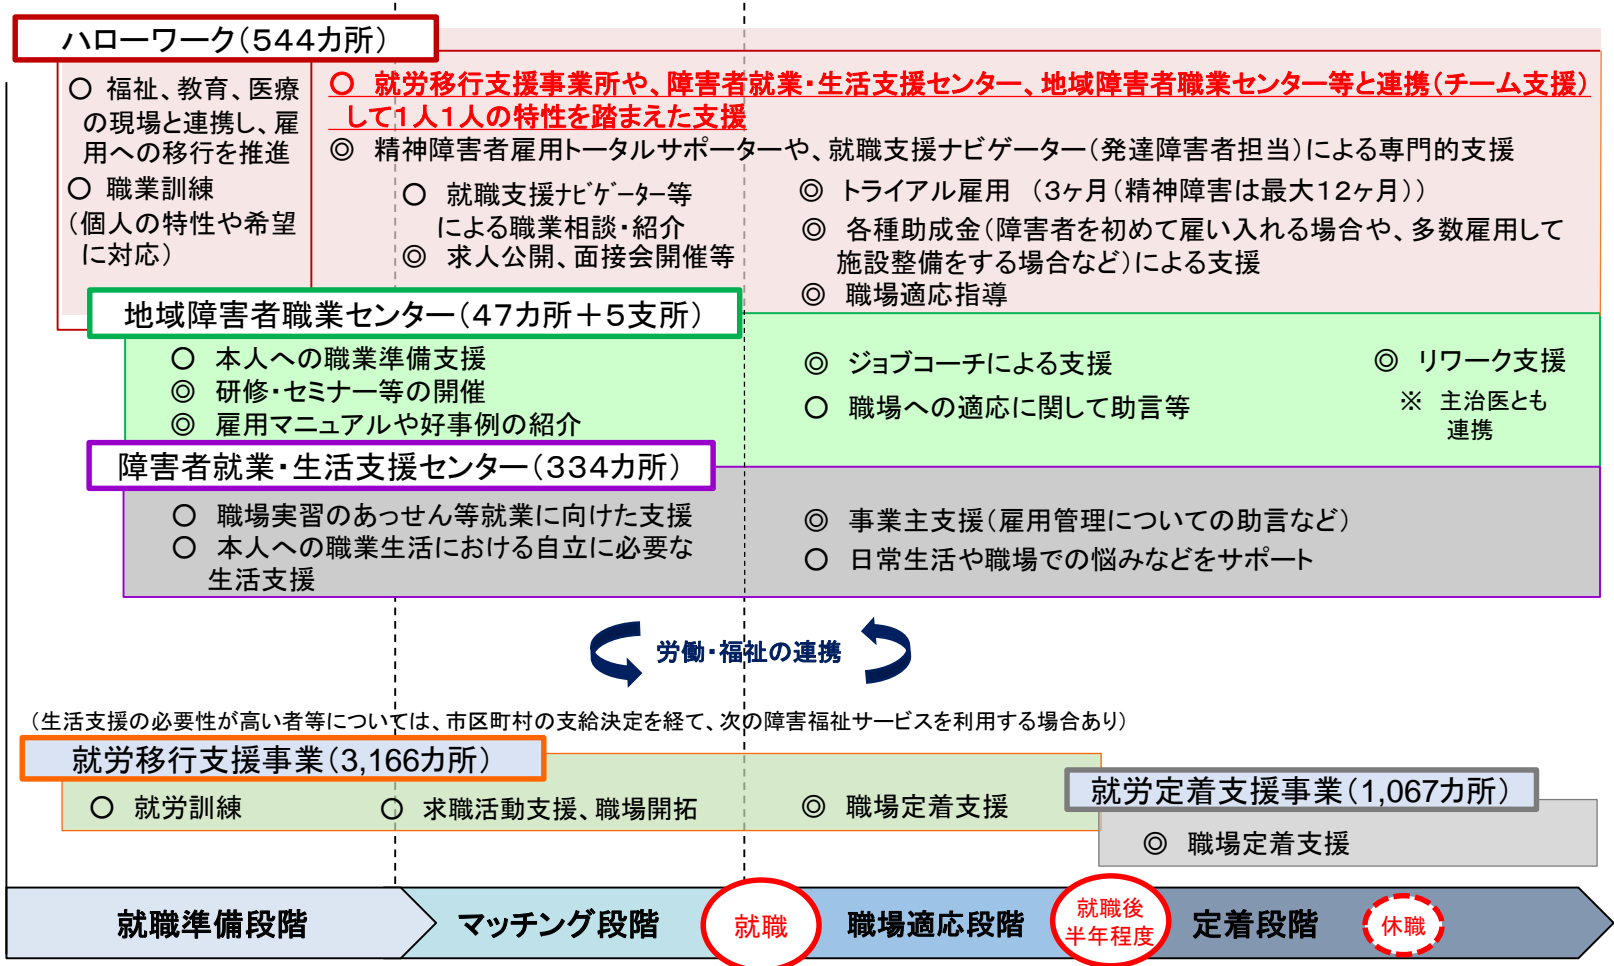 ハローワーク（544カ所）
○ 福祉、教育、医療
の現場と連携し、雇
用への移行を推進
○ 職業訓練
（個人の特性や希望
に対応）
○ 就労移行支援事業所や、障害者就業・生活支援センター、地域障害者職業センター等と連携（チーム支援）
して１人１人の特性を踏まえた支援
◎ 精神障害者雇用トータルサポーターや、就職支援ナビゲーター（発達障害者担当）による専門的支援
○ 就職支援ﾅﾋﾞｹﾞｰﾀｰ等
による職業相談・紹介
◎ 求人公開、面接会開催等
◎ トライアル雇用 （３ヶ月（精神障害は最大１２ヶ月））
◎ 各種助成金（障害者を初めて雇い入れる場合や、多数雇用して
施設整備をする場合など）による支援
◎ 職場適応指導
地域障害者職業センター（47カ所＋５支所）
○ 本人への職業準備支援
◎ 研修・セミナー等の開催
◎ 雇用マニュアルや好事例の紹介
◎ ジョブコーチによる支援
○ 職場への適応に関して助言等
◎ リワーク支援
※ 主治医とも
連携
障害者就業・生活支援センター（334カ所）
○ 職場実習のあっせん等就業に向けた支援
○ 本人への職業生活における自立に必要な
生活支援
◎ 事業主支援（雇用管理についての助言など）
○ 日常生活や職場での悩みなどをサポート
労働・福祉の連携
（生活支援の必要性が高い者等については、市区町村の支給決定を経て、次の障害福祉サービスを利用する場合あり）
就労移行支援事業（3,166カ所）
○ 就労訓練
○ 求職活動支援、職場開拓
◎ 職場定着支援
就労定着支援事業（1,067カ所）
◎ 職場定着支援
就職準備段階
マッチング段階
就職
職場適応段階
就職後
半年程度
定着段階
休職